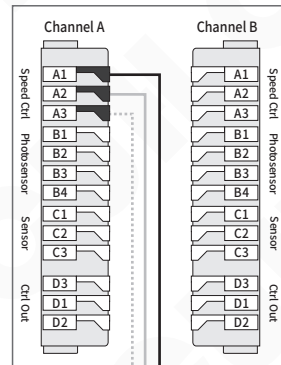 Channel A
Channel B
Speed Ctrl
A1
A2
A3
Photosensor
B1
B2
B3
B4
Sensor
C1
C2
C3
Ctrl Out
D3
D1
D2
A1
A2
A3
Speed Ctrl
B1
B2
B3
B4
Photosensor
C1
C2
C3
Sensor
D3
D1
D2
Ctrl Out